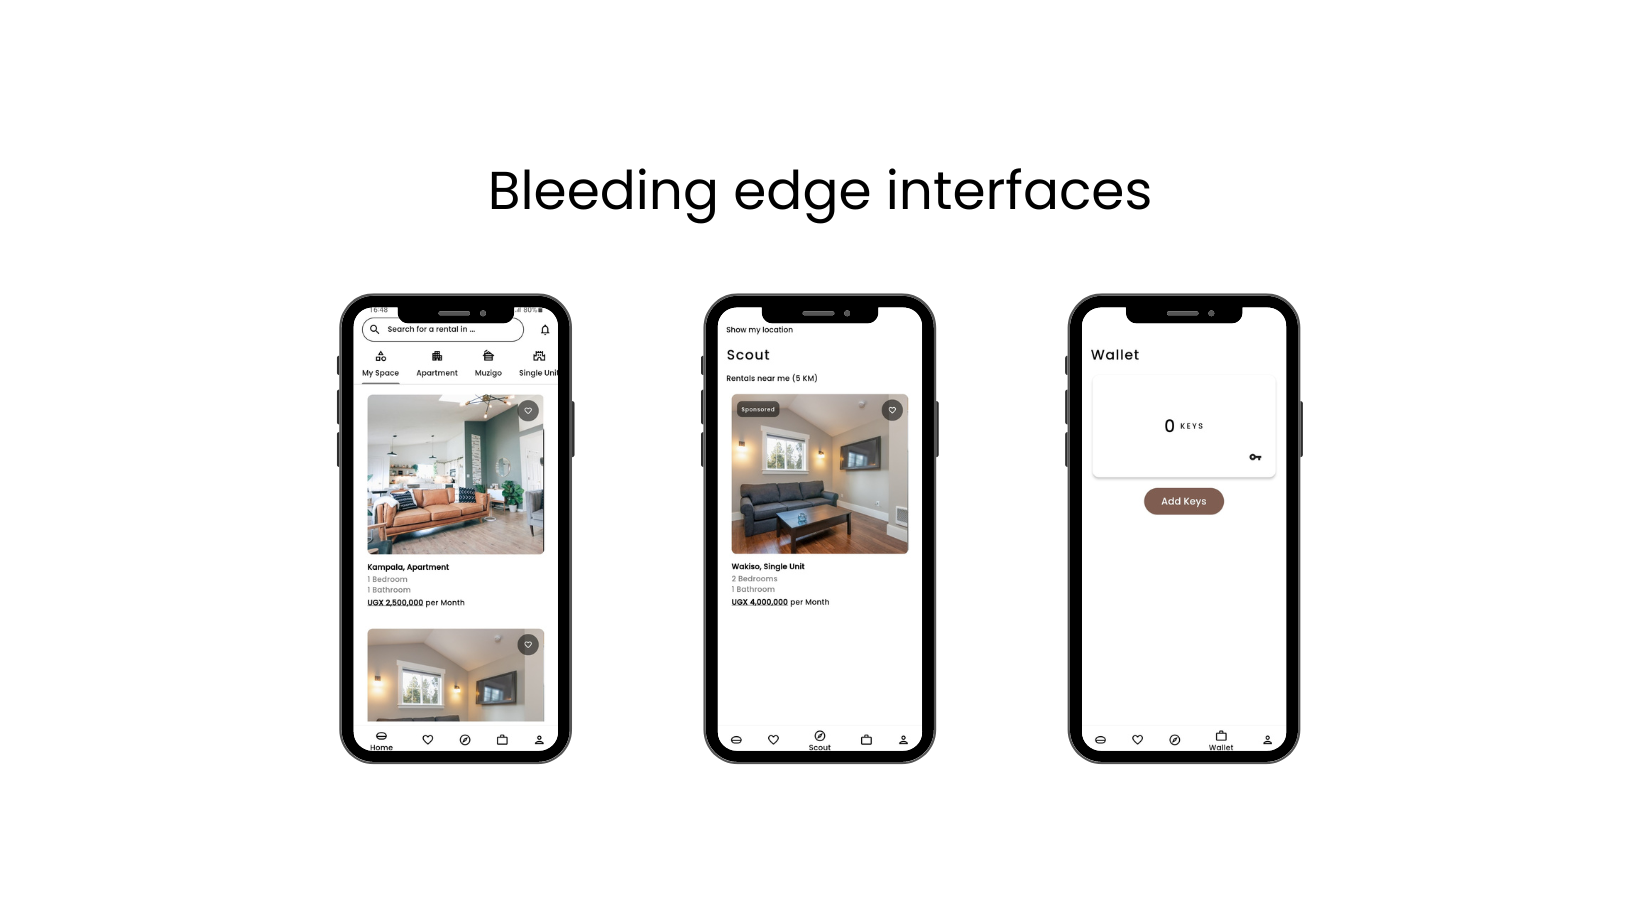 Bleeding edge interfaces
16:48
80%
Search for a rental in ...
My Space
Apartment
Muzigo
Single Unit
Kampala, Apartment
1 Bedroom
1 Bathroom
UGX 2,500,000 per Month
Home
Show my location
Scout
Rentals near me (5 KM)
Sponsored
Wakiso, Single Unit
2 Bedrooms
1 Bathroom
UGX 4,000,000 per Month
Scout
Wallet
0 KEYS
Add Keys
Wallet